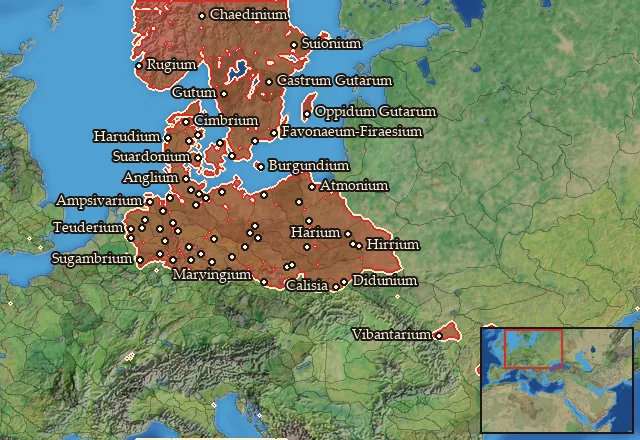 Chaedinium
Suionium
Rugium
Castrum Gutarum
Gutum
Oppidum Gutarum
Cimbrium
Favonaeum-Firaesium
Harudium
Suardonium
Burgundium
Anglium
Atmonium
Ampsivarium
Teuderium
Harium
Hirrium
Sugambrium
Marvingium
Calisia
Didunium
Vibantarium